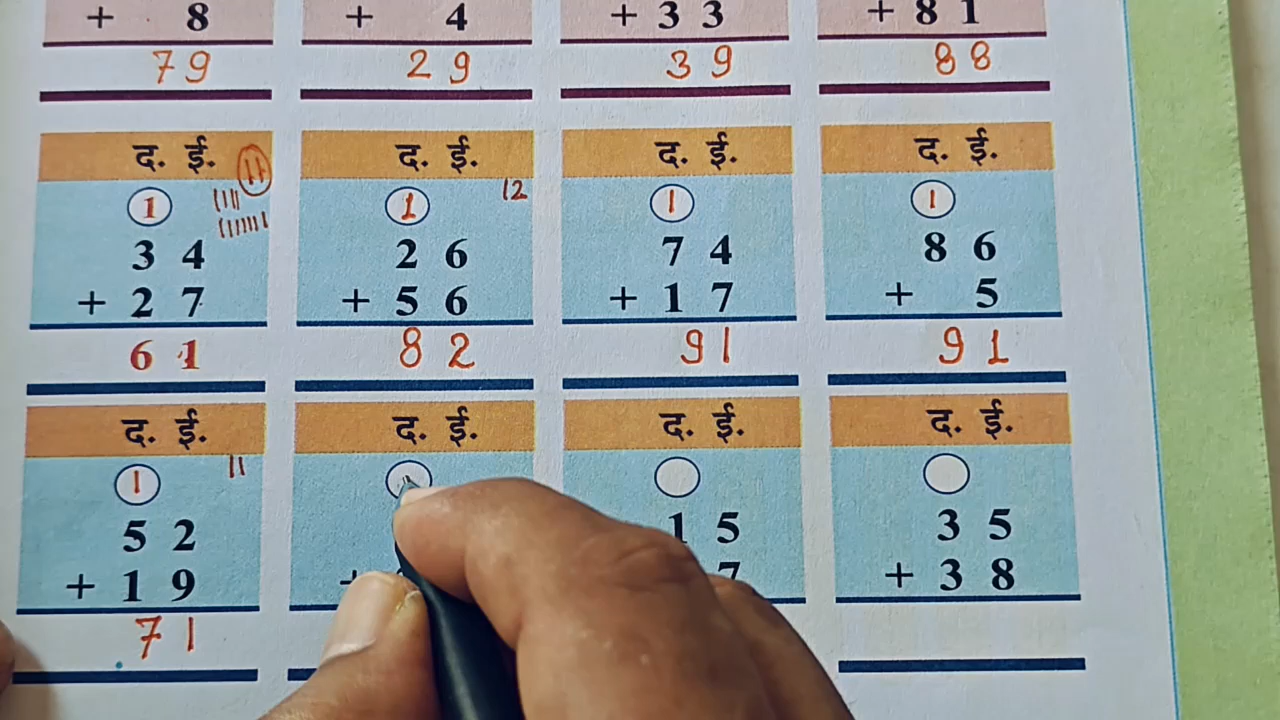 + 8 + 4 + 3 3 + 8 1
7 9 2 9 3 9 8 8
द. ई. 11 द. ई. द. ई. द. ई.
1 1 12 1 1
3 4 2 6 7 4 8 6
+ 2 7 + 5 6 + 1 7 + 5
6 1 8 2 9 1 9 1
द. ई. द. ई. द. ई. द. ई.
1 11
5 2 1 5 3 5
+ 1 9 + 7 + 3 8
7 1